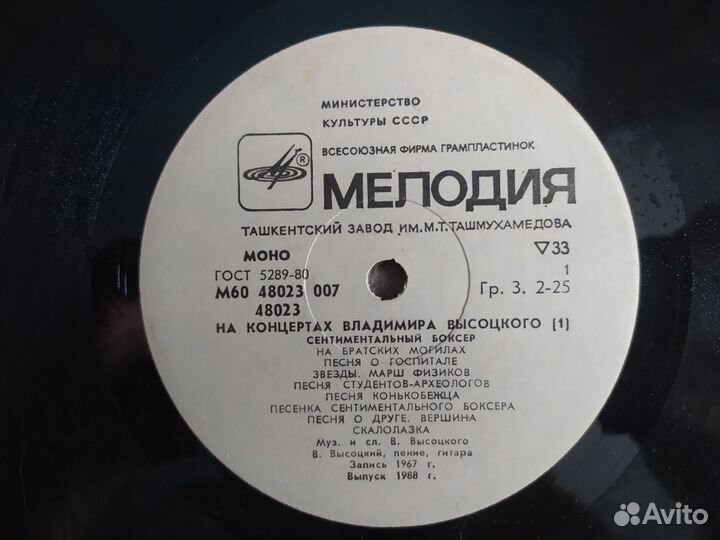 МИНИСТЕРСТВО
КУЛЬТУРЫ СССР
ВСЕСОЮЗНАЯ ФИРМА ГРАМПЛАСТИНОК
®
МЕЛОДИЯ
ТАШКЕНТСКИЙ ЗАВОД ИМ.М.Т.ТАШМУХАМЕДОВА
МОНО ▽33
ГОСТ 5289-80 1
М60 48023 007 Гр. 3. 2-25
48023
НА КОНЦЕРТАХ ВЛАДИМИРА ВЫСОЦКОГО (1)
СЕНТИМЕНТАЛЬНЫЙ БОКСЕР
НА БРАТСКИХ МОГИЛАХ
ПЕСНЯ О ГОСПИТАЛЕ
ЗВЕЗДЫ. МАРШ ФИЗИКОВ
ПЕСНЯ СТУДЕНТОВ-АРХЕОЛОГОВ
ПЕСНЯ КОНЬКОБЕЖЦА
ПЕСЕНКА СЕНТИМЕНТАЛЬНОГО БОКСЕРА
ПЕСНЯ О ДРУГЕ. ВЕРШИНА
СКАЛОЛАЗКА
Муз. и сл. В. Высоцкого
В. Высоцкий, пение, гитара
Запись 1967 г.
Выпуск 1988 г.
Avito